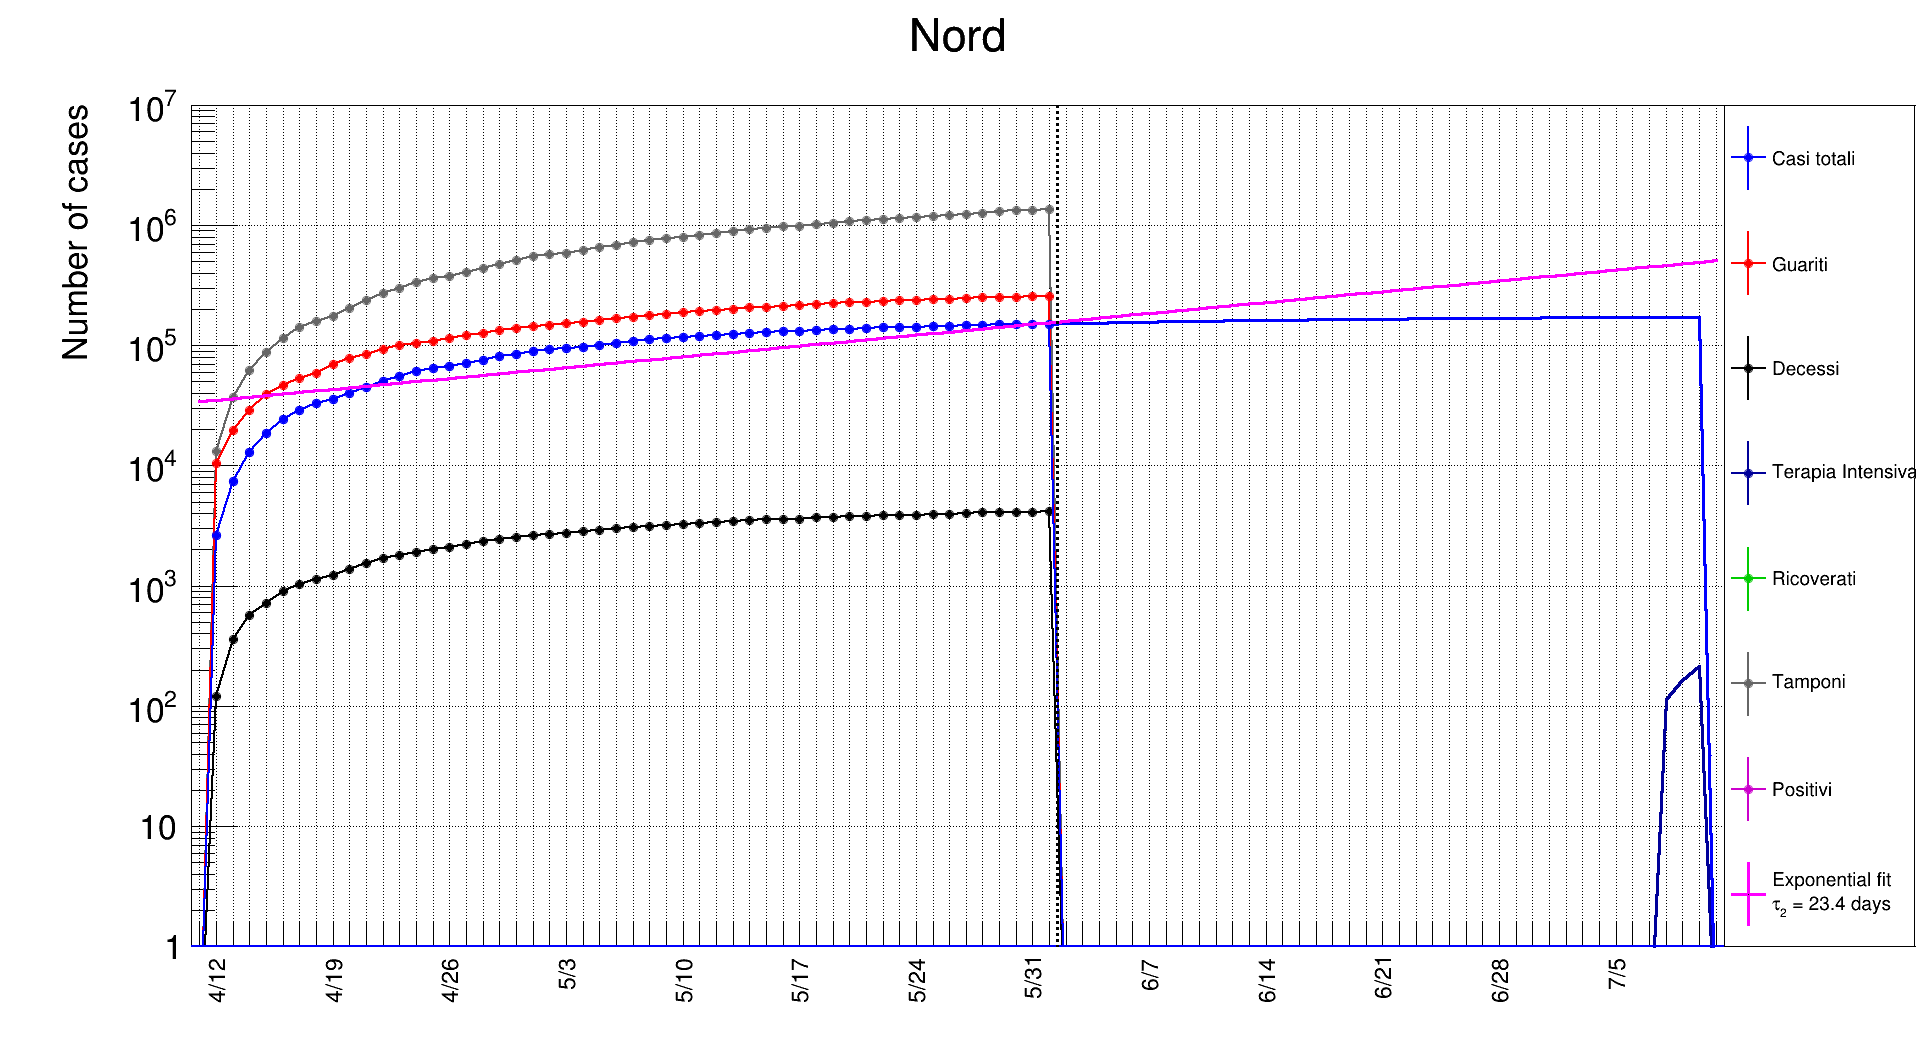 Nord
Number of cases
10^7
10^6
10^5
10^4
10^3
10^2
10
1
4/12
4/19
4/26
5/3
5/10
5/17
5/24
5/31
6/7
6/14
6/21
6/28
7/5
Casi totali
Guariti
Decessi
Terapia Intensiva
Ricoverati
Tamponi
Positivi
Exponential fit
τ₂ = 23.4 days